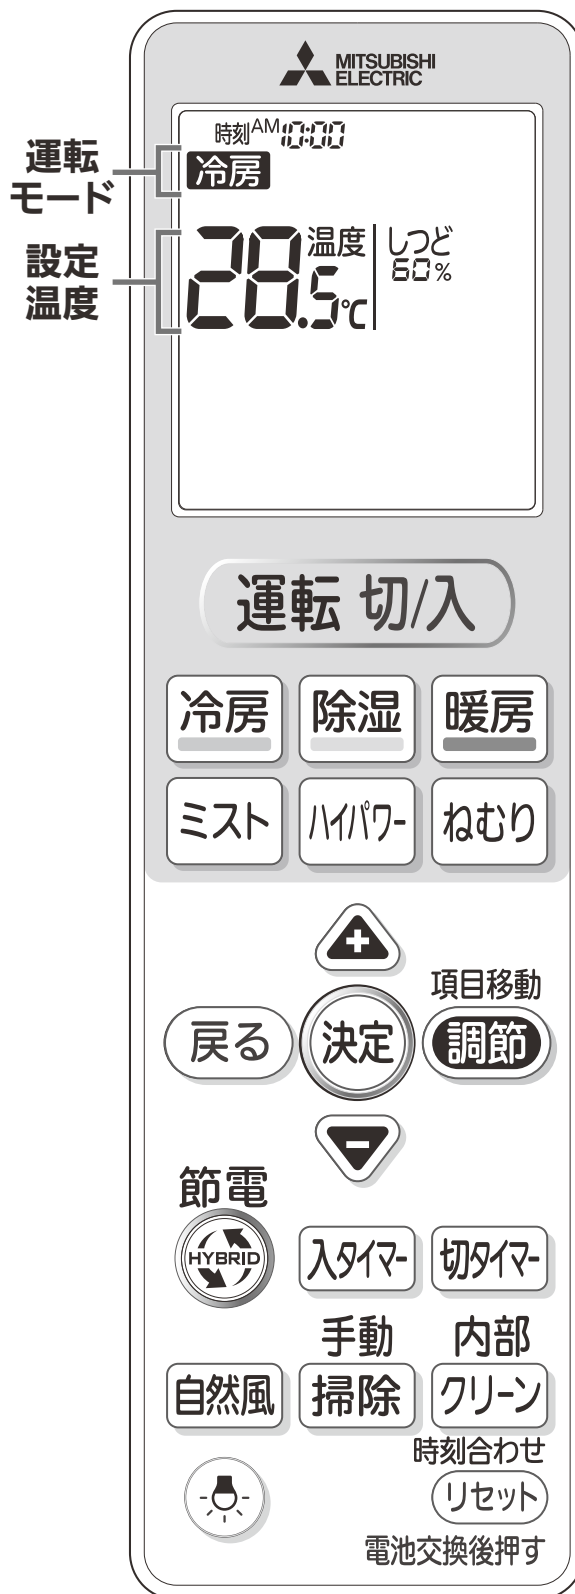 MITSUBISHI
ELECTRIC
時刻AM10:00
運転
モード
冷房
設定
温度
28.5℃
温度
しつど
60%
運転 切/入
冷房 除湿 暖房
ミスト ハイパワー ねむり
+
項目移動
戻る 決定 調節
-
節電
HYBRID 入タイマー 切タイマー
手動 内部
自然風 掃除 クリーン
時刻合わせ
リセット
電池交換後押す